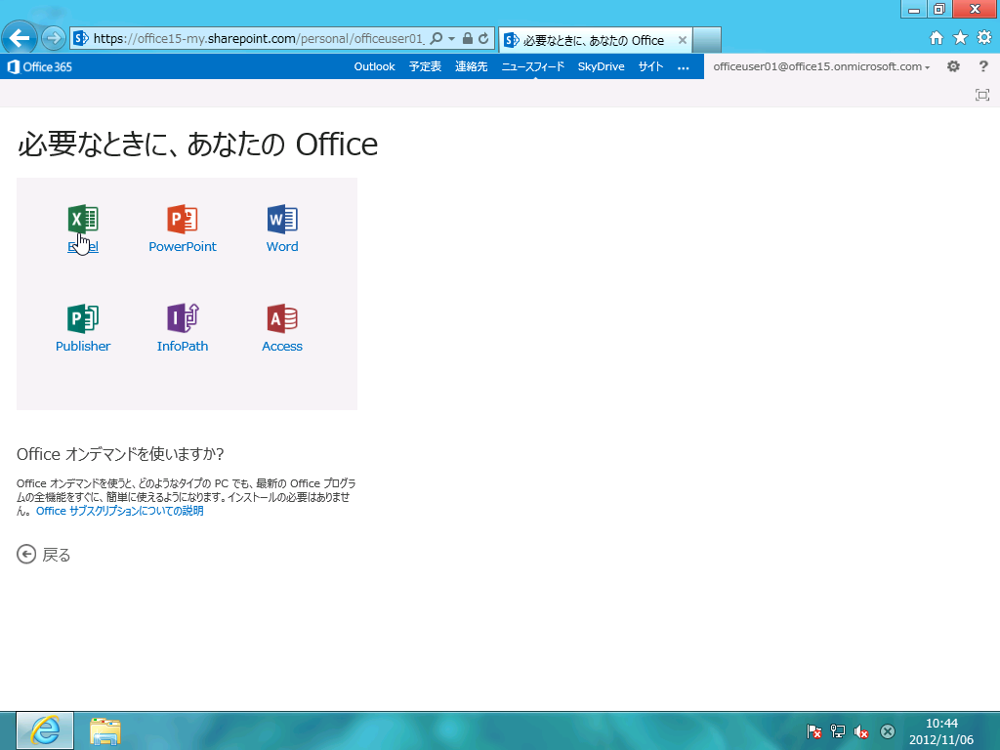 https://office15-my.sharepoint.com/personal/officeuser01_
必要なときに、あなたの Office
Office 365
Outlook 予定表 連絡先 ニュースフィード SkyDrive サイト ...
officeuser01@office15.onmicrosoft.com
?
必要なときに、あなたの Office
Excel PowerPoint Word
Publisher InfoPath Access
Office オンデマンドを使いますか?
Office オンデマンドを使うと、どのようなタイプの PC でも、最新の Office プログラ
ムの全機能をすぐに、簡単に使えるようになります。インストールの必要はありませ
ん。 Office サブスクリプションについての説明
戻る
10:44
2012/11/06